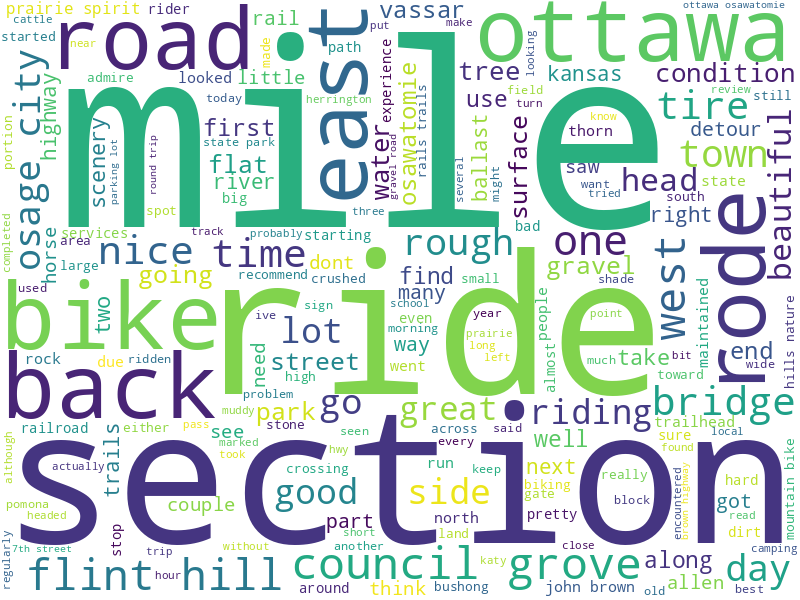 prairie spirit rider rail vassar ottawa osawatomie
cattle started road mile east path put make ottawa
near made looking
admire looked little tree kansas condition
osage city highway scenery today herrington first state park parking lot round trip flat river big spot
water experience gravel road osawatomie rails trails use ballast surface several might turn
field review still tire detour know thorn town
saw head want tried state south right beautiful
portion completed horse services area large track probably starting three bad
nice time rough one gravel west rode
going dont find many recommend crushed small shade people
used bike ride sign school year prairie even morning long left point
two ive need lot street way went almost much bit take toward maintained end wide hills nature
rock due ridden high
back problem park go great riding bridge
railroad either muddy pass stone seen across said every well trailhead sure found local
although trails see marked took hwy
actually section crossing run keep next biking gate really hard got read mountain bike
pomona headed couple good side pretty block encountered brown highway dirt
stop without part north land
regularly 7th street trip short another katy close camping
hour flint hill council grove along day
around think bushong john brown old allen best